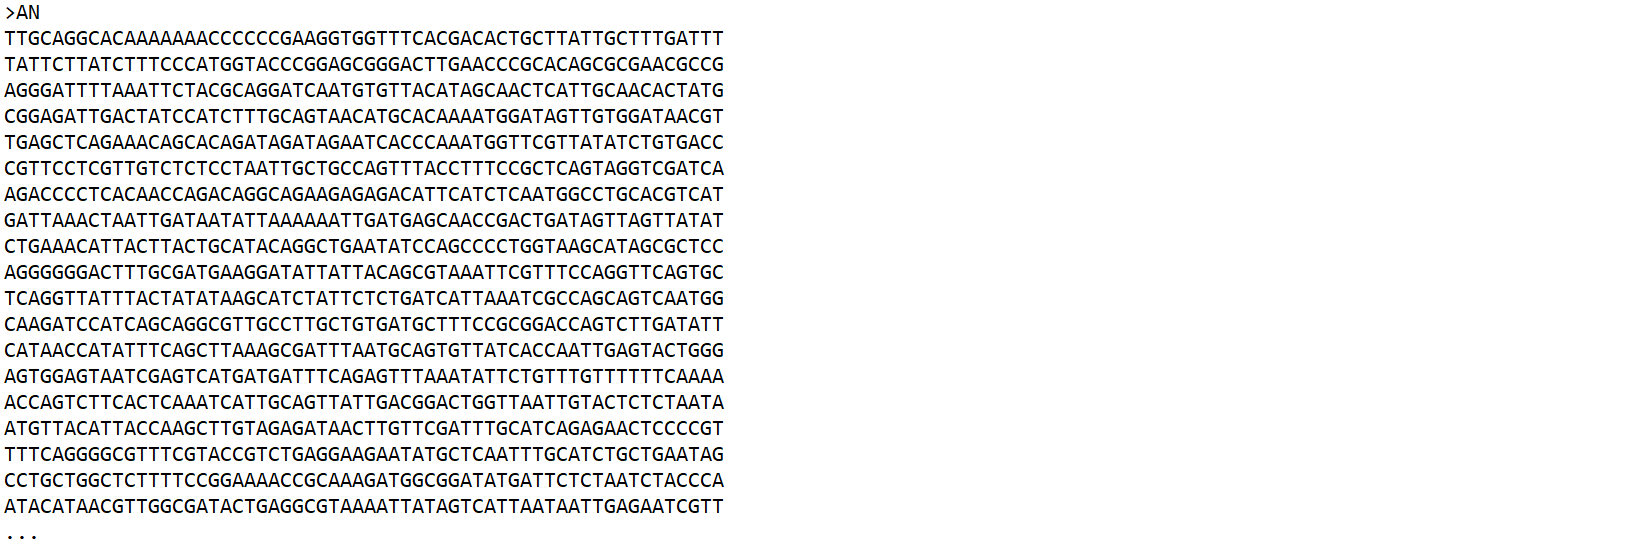 >AN
TTGCAGGCACAAAAAAACCCCCCGAAGGTGGTTTCACGACACTGCTTATTGCTTTGATTT
TATTCTTATCTTTCCCATGGTACCCGGAGCGGGACTTGAACCCGCACAGCGCGAACGCCG
AGGGATTTTAAATTCTACGCAGGATCAATGTGTTACATAGCAACTCATTGCAACACTATG
CGGAGATTGACTATCCATCTTTGCAGTAACATGCACAAAATGGATAGTTGTGGATAACGT
TGAGCTCAGAAACAGCACAGATAGATAGAATCACCCAAATGGTTCGTTATATCTGTGACC
CGTTCCTCGTTGTCTCTCCTAATTGCTGCCAGTTTACCTTTCCGCTCAGTAGGTCGATCA
AGACCCCTCACAACCAGACAGGCAGAAGAGAGACATTCATCTCAATGGCCTGCACGTCAT
GATTAAACTAATTGATAATATTAAAAAATTGATGAGCAACCGACTGATAGTTAGTTATAT
CTGAAACATTACTTACTGCATACAGGCTGAATATCCAGCCCCTGGTAAGCATAGCGCTCC
AGGGGGGACTTTGCGATGAAGGATATTATTACAGCGTAAATTCGTTTCCAGGTTCAGTGC
TCAGGTTATTTACTATATAAGCATCTATTCTCTGATCATTAAATCGCCAGCAGTCAATGG
CAAGATCCATCAGCAGGCGTTGCCTTGCTGTGATGCTTTCCGCGGACCAGTCTTGATATT
CATAACCATATTTCAGCTTAAAGCGATTTAATGCAGTGTTATCACCAATTGAGTACTGGG
AGTGGAGTAATCGAGTCATGATGATTTCAGAGTTTAAATATTCTGTTTGTTTTTTCAAAA
ACCAGTCTTCACTCAAATCATTGCAGTTATTGACGGACTGGTTAATTGTACTCTCTAATA
ATGTTACATTACCAAGCTTGTAGAGATAACTTGTTCGATTTGCATCAGAGAACTCCCCGT
TTTCAGGGGCGTTTCGTACCGTCTGAGGAAGAATATGCTCAATTTGCATCTGCTGAATAG
CCTGCTGGCTCTTTTCCGGAAAACCGCAAAGATGGCGGATATGATTCTCTAATCTACCCA
ATACATAACGTTGGCGATACTGAGGCGTAAAATTATAGTCATTAATAATTGAGAATCGTT
...